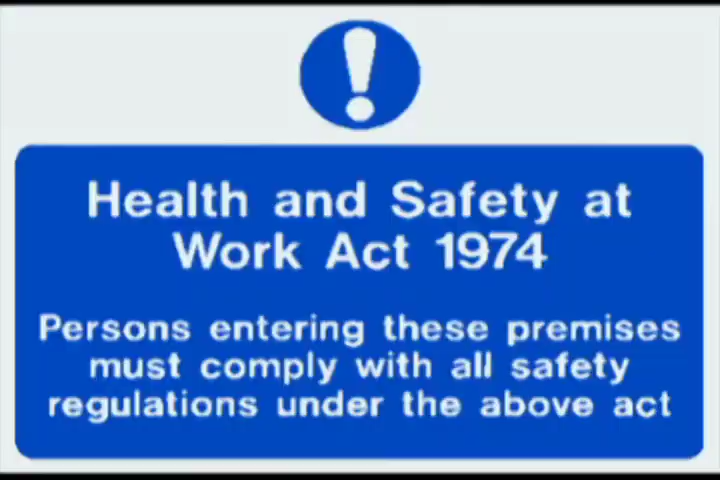 Health and Safety at
Work Act 1974
Persons entering these premises
must comply with all safety
regulations under the above act